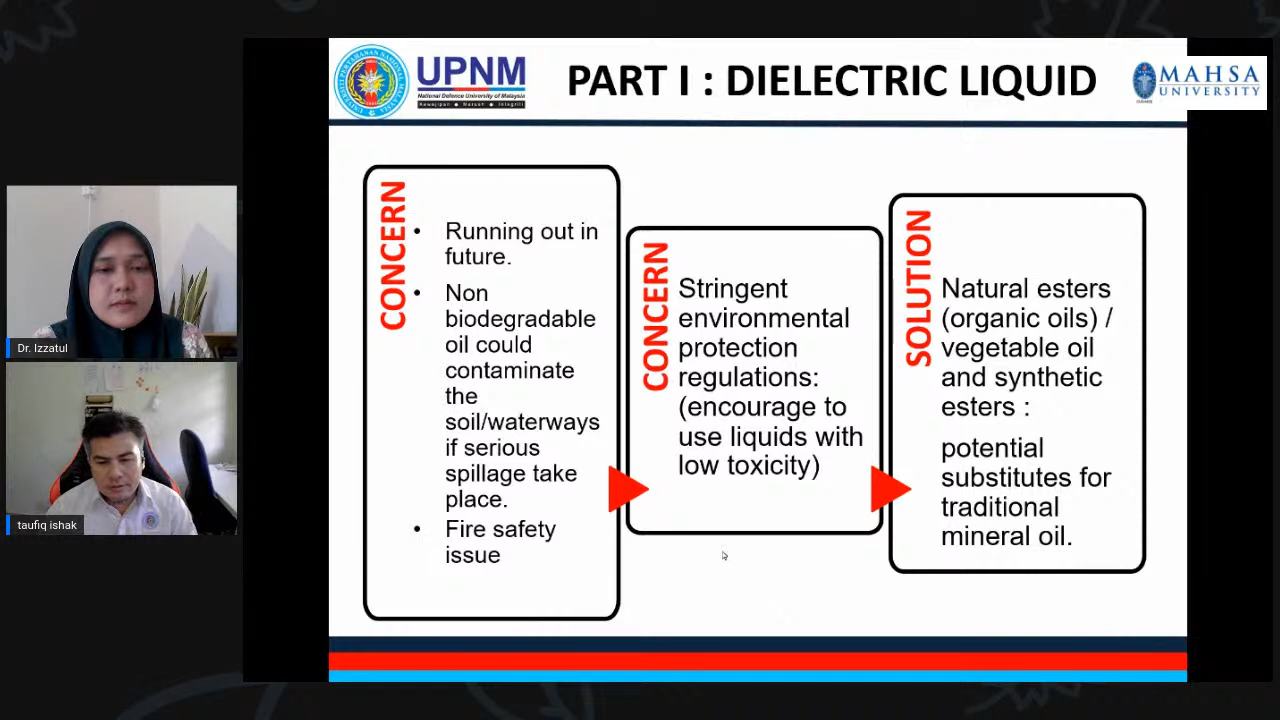 UPNM
National Defence University of Malaysia
Kewajipan ● Maruah ● Integriti
PART I : DIELECTRIC LIQUID
MAHSA
UNIVERSITY
CONCERN
• Running out in
future.
• Non
biodegradable
oil could
contaminate
the
soil/waterways
if serious
spillage take
place.
• Fire safety
issue
CONCERN
Stringent
environmental
protection
regulations:
(encourage to
use liquids with
low toxicity)
SOLUTION
Natural esters
(organic oils) /
vegetable oil
and synthetic
esters :
potential
substitutes for
traditional
mineral oil.
Dr. Izzatul
taufiq ishak